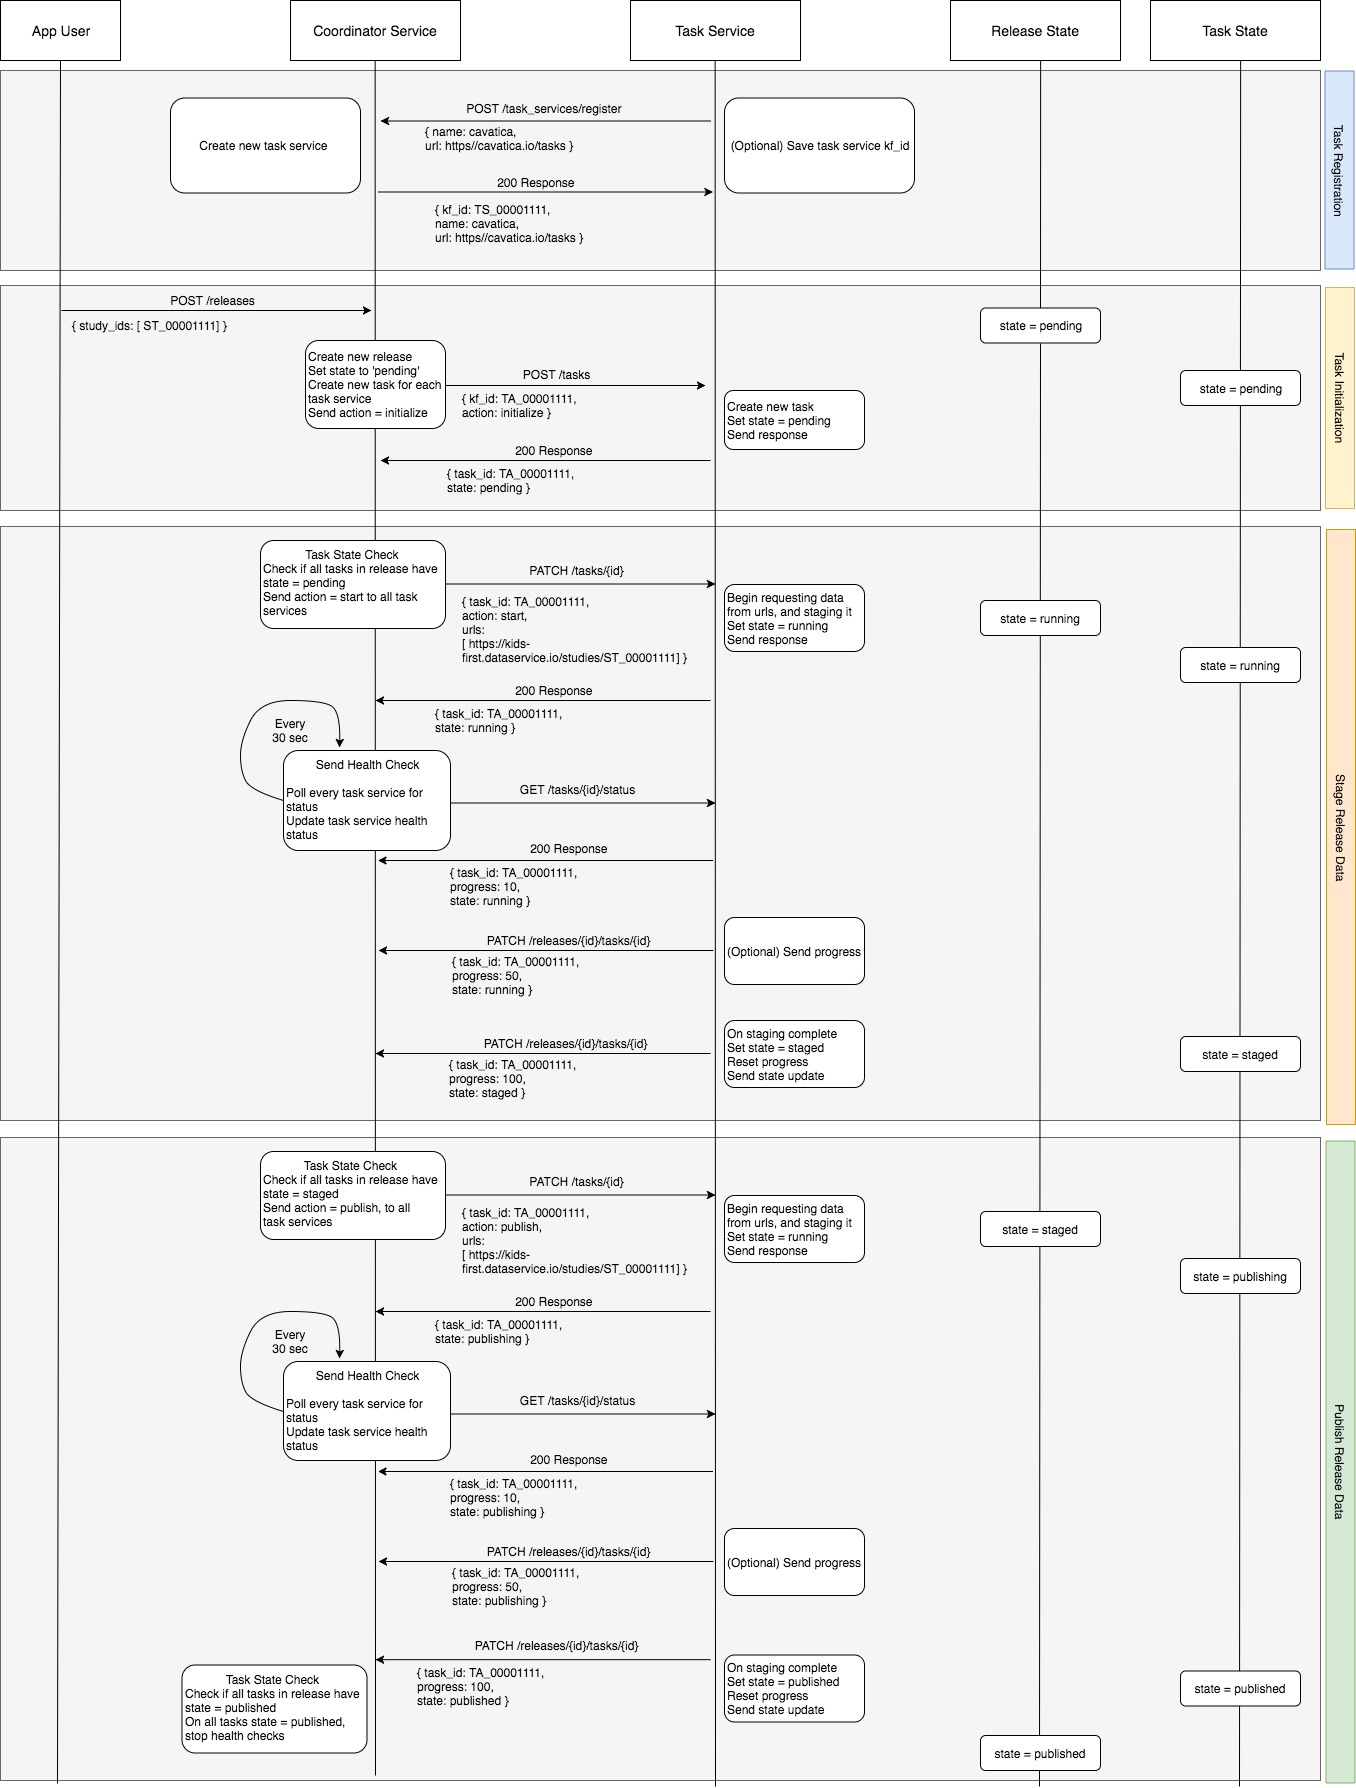 App User
Coordinator Service
Task Service
Release State
Task State
Task Registration
POST /task_services/register
{ name: cavatica,
url: https//cavatica.io/tasks }
Create new task service
(Optional) Save task service kf_id
200 Response
{ kf_id: TS_00001111,
name: cavatica,
url: https//cavatica.io/tasks }
Task Initialization
POST /releases
{ study_ids: [ ST_00001111] }
state = pending
Create new release
Set state to 'pending'
Create new task for each
task service
Send action = initialize
POST /tasks
{ kf_id: TA_00001111,
action: initialize }
state = pending
Create new task
Set state = pending
Send response
200 Response
{ task_id: TA_00001111,
state: pending }
Stage Release Data
Task State Check
Check if all tasks in release have
state = pending
Send action = start to all task
services
PATCH /tasks/{id}
{ task_id: TA_00001111,
action: start,
urls:
[ https://kids-
first.dataservice.io/studies/ST_00001111] }
Begin requesting data
from urls, and staging it
Set state = running
Send response
state = running
state = running
200 Response
{ task_id: TA_00001111,
state: running }
Every
30 sec
Send Health Check
Poll every task service for
status
Update task service health
status
GET /tasks/{id}/status
200 Response
{ task_id: TA_00001111,
progress: 10,
state: running }
PATCH /releases/{id}/tasks/{id}
{ task_id: TA_00001111,
progress: 50,
state: running }
(Optional) Send progress
PATCH /releases/{id}/tasks/{id}
{ task_id: TA_00001111,
progress: 100,
state: staged }
On staging complete
Set state = staged
Reset progress
Send state update
state = staged
Publish Release Data
Task State Check
Check if all tasks in release have
state = staged
Send action = publish, to all
task services
PATCH /tasks/{id}
{ task_id: TA_00001111,
action: publish,
urls:
[ https://kids-
first.dataservice.io/studies/ST_00001111] }
Begin requesting data
from urls, and staging it
Set state = running
Send response
state = staged
state = publishing
200 Response
{ task_id: TA_00001111,
state: publishing }
Every
30 sec
Send Health Check
Poll every task service for
status
Update task service health
status
GET /tasks/{id}/status
200 Response
{ task_id: TA_00001111,
progress: 10,
state: publishing }
PATCH /releases/{id}/tasks/{id}
{ task_id: TA_00001111,
progress: 50,
state: publishing }
(Optional) Send progress
PATCH /releases/{id}/tasks/{id}
{ task_id: TA_00001111,
progress: 100,
state: published }
On staging complete
Set state = published
Reset progress
Send state update
state = published
Task State Check
Check if all tasks in release have
state = published
On all tasks state = published,
stop health checks
state = published